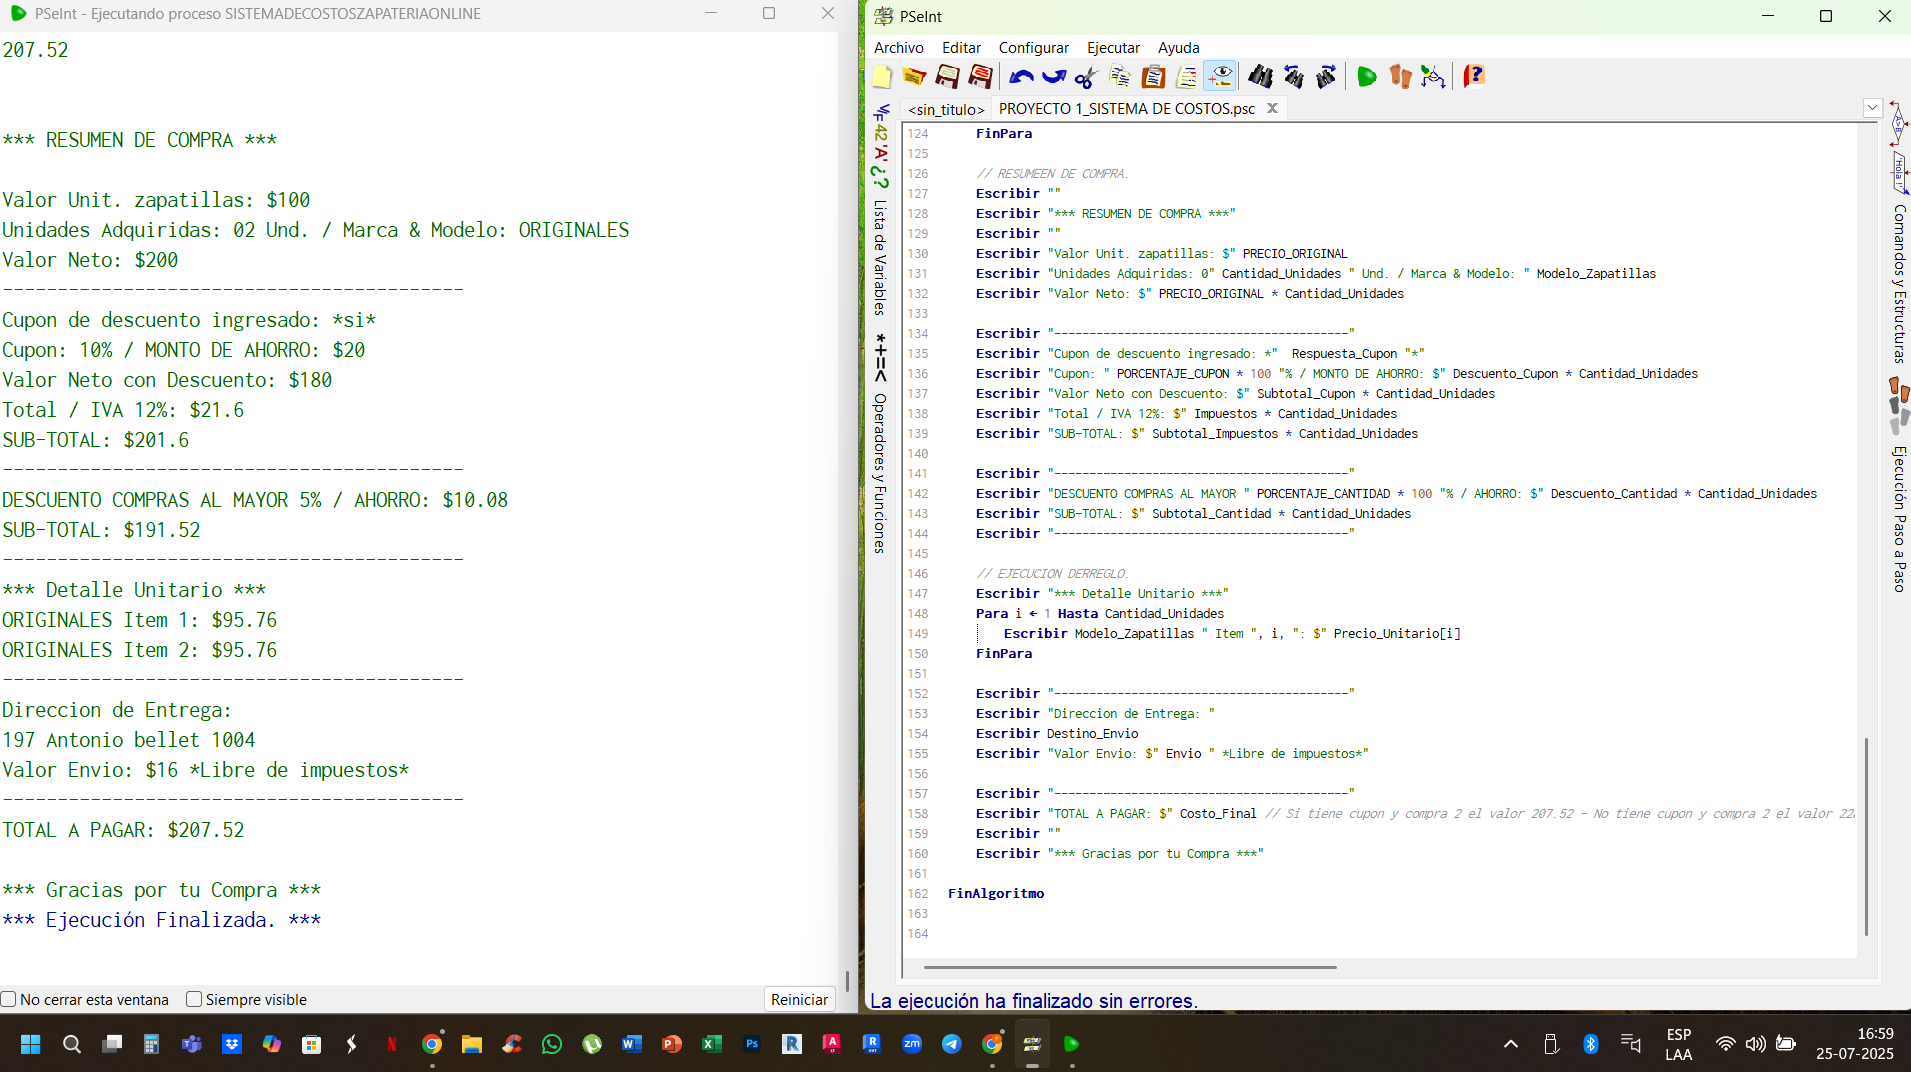 PSeInt - Ejecutando proceso SISTEMADECOSTOSZAPATERIAONLINE
207.52
*** RESUMEN DE COMPRA ***
Valor Unit. zapatillas: $100
Unidades Adquiridas: 02 Und. / Marca & Modelo: ORIGINALES
Valor Neto: $200
------------------------------------------
Cupon de descuento ingresado: *si*
Cupon: 10% / MONTO DE AHORRO: $20
Valor Neto con Descuento: $180
Total / IVA 12%: $21.6
SUB-TOTAL: $201.6
------------------------------------------
DESCUENTO COMPRAS AL MAYOR 5% / AHORRO: $10.08
SUB-TOTAL: $191.52
------------------------------------------
*** Detalle Unitario ***
ORIGINALES Item 1: $95.76
ORIGINALES Item 2: $95.76
------------------------------------------
Direccion de Entrega:
197 Antonio bellet 1004
Valor Envio: $16 *Libre de impuestos*
------------------------------------------
TOTAL A PAGAR: $207.52
*** Gracias por tu Compra ***
*** Ejecución Finalizada. ***
No cerrar esta ventana Siempre visible Reiniciar
PSeInt
Archivo Editar Configurar Ejecutar Ayuda
<sin_titulo> PROYECTO 1_SISTEMA DE COSTOS.psc X
Lista de Variables
*+=<
Operadores y Funciones
124 FinPara
125
126 // RESUMEEN DE COMPRA.
127 Escribir ""
128 Escribir "*** RESUMEN DE COMPRA ***"
129 Escribir ""
130 Escribir "Valor Unit. zapatillas: $" PRECIO_ORIGINAL
131 Escribir "Unidades Adquiridas: 0" Cantidad_Unidades " Und. / Marca & Modelo: " Modelo_Zapatillas
132 Escribir "Valor Neto: $" PRECIO_ORIGINAL * Cantidad_Unidades
133
134 Escribir "------------------------------------------"
135 Escribir "Cupon de descuento ingresado: *" Respuesta_Cupon "*"
136 Escribir "Cupon: " PORCENTAJE_CUPON * 100 "% / MONTO DE AHORRO: $" Descuento_Cupon * Cantidad_Unidades
137 Escribir "Valor Neto con Descuento: $" Subtotal_Cupon * Cantidad_Unidades
138 Escribir "Total / IVA 12%: $" Impuestos * Cantidad_Unidades
139 Escribir "SUB-TOTAL: $" Subtotal_Impuestos * Cantidad_Unidades
140
141 Escribir "------------------------------------------"
142 Escribir "DESCUENTO COMPRAS AL MAYOR " PORCENTAJE_CANTIDAD * 100 "% / AHORRO: $" Descuento_Cantidad * Cantidad_Unidades
143 Escribir "SUB-TOTAL: $" Subtotal_Cantidad * Cantidad_Unidades
144 Escribir "------------------------------------------"
145
146 // EJECUCION DERREGLO.
147 Escribir "*** Detalle Unitario ***"
148 Para i ← 1 Hasta Cantidad_Unidades
149 Escribir Modelo_Zapatillas " Item ", i, ": $" Precio_Unitario[i]
150 FinPara
151
152 Escribir "------------------------------------------"
153 Escribir "Direccion de Entrega: "
154 Escribir Destino_Envio
155 Escribir "Valor Envio: $" Envio " *Libre de impuestos*"
156
157 Escribir "------------------------------------------"
158 Escribir "TOTAL A PAGAR: $" Costo_Final // Si tiene cupon y compra 2 el valor 207.52 - No tiene cupon y compra 2 el valor
159 Escribir ""
160 Escribir "*** Gracias por tu Compra ***"
161
162 FinAlgoritmo
163
164
Comandos y Estructuras
Ejecución Paso a Paso
La ejecución ha finalizado sin errores.
ESP
LAA
16:59
25-07-2025